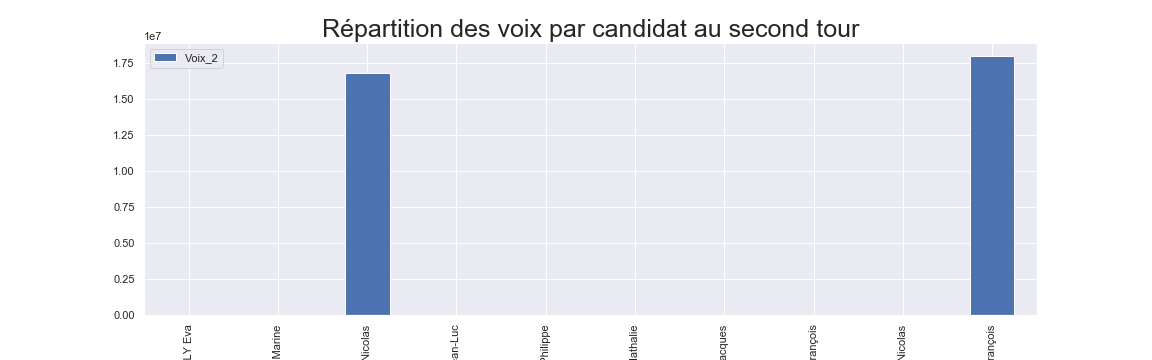 Répartition des voix par candidat au second tour
1e7
Voix_2
1.75
1.50
1.25
1.00
0.75
0.50
0.25
0.00
LY Eva
Marine
Nicolas
an-Luc
Philippe
Nathalie
acques
rançois
Nicolas
rançois